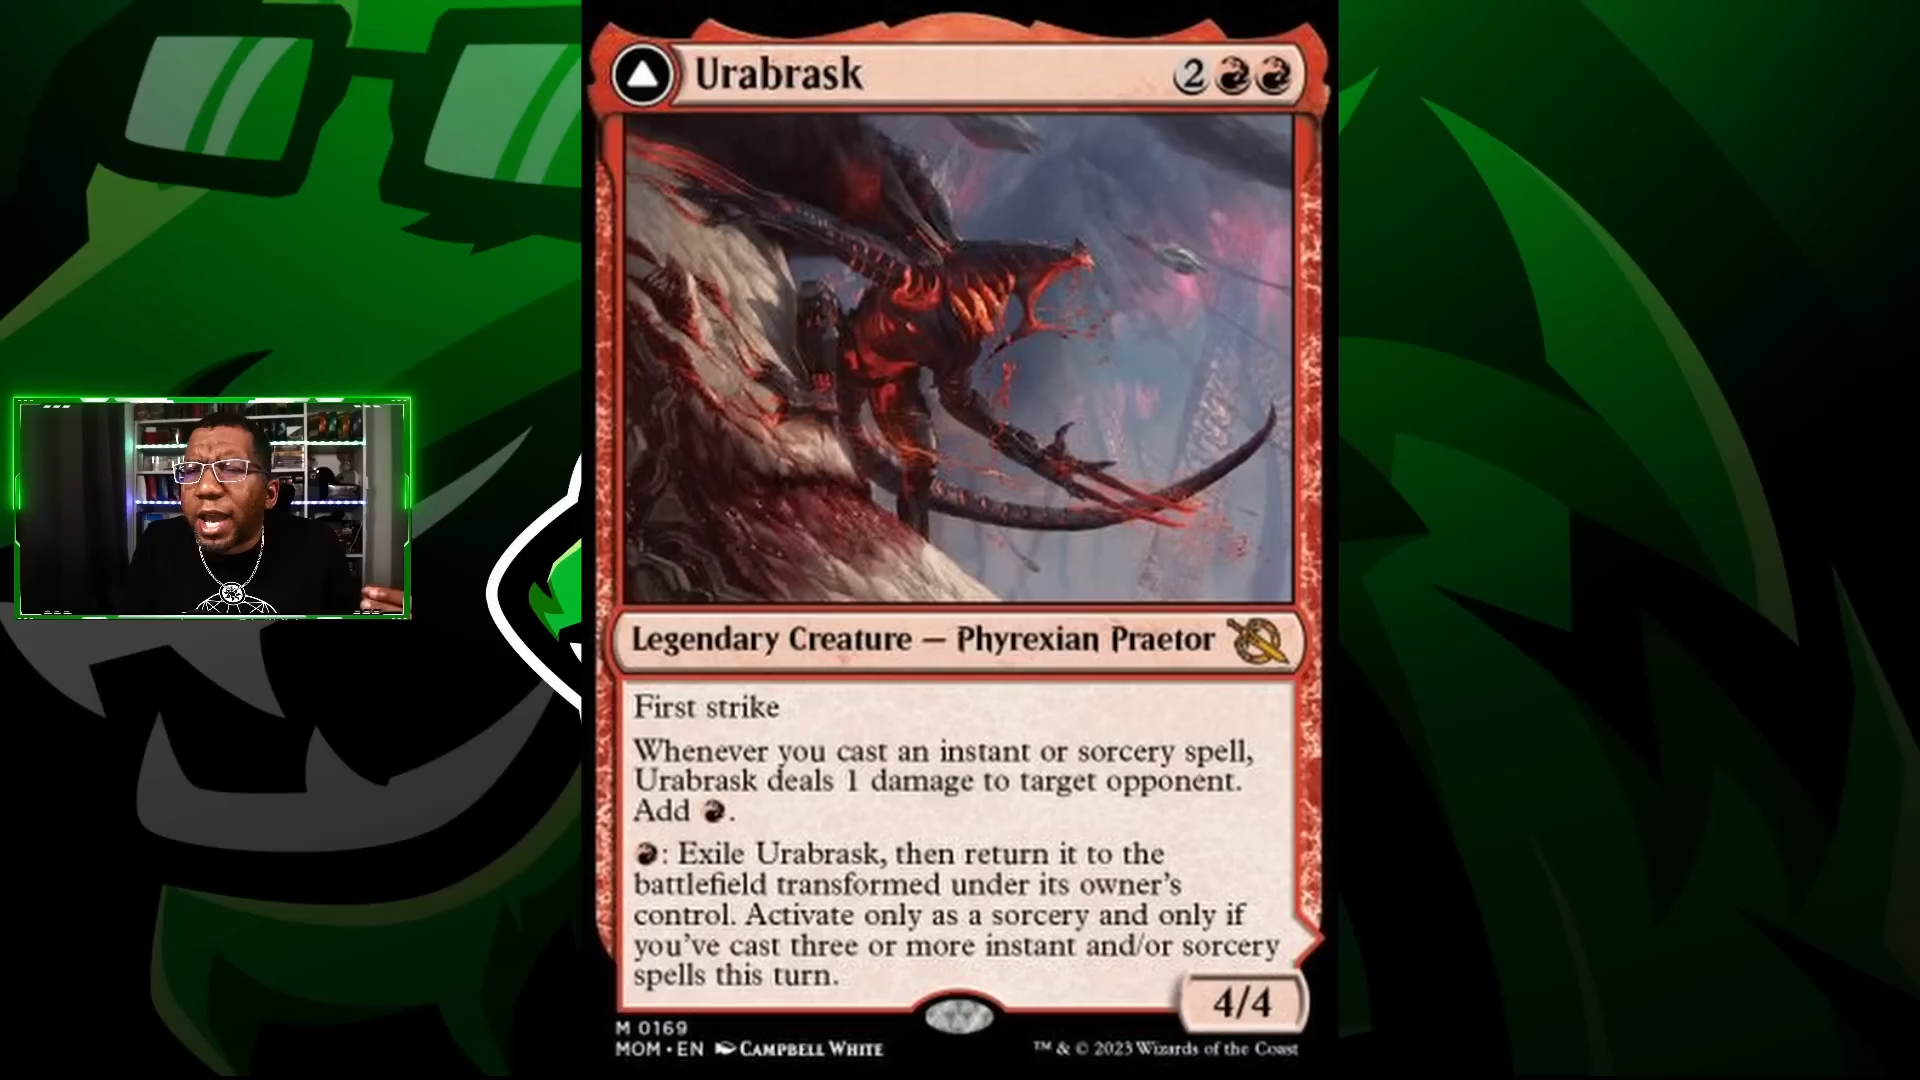 Urabrask 2
Legendary Creature — Phyrexian Praetor
First strike
Whenever you cast an instant or sorcery spell,
Urabrask deals 1 damage to target opponent.
Add .
: Exile Urabrask, then return it to the
battlefield transformed under its owner's
control. Activate only as a sorcery and only if
you've cast three or more instant and/or sorcery
spells this turn.
4/4
M 0169
MOM • EN CAMPBELL WHITE
™ & © 2023 Wizards of the Coast